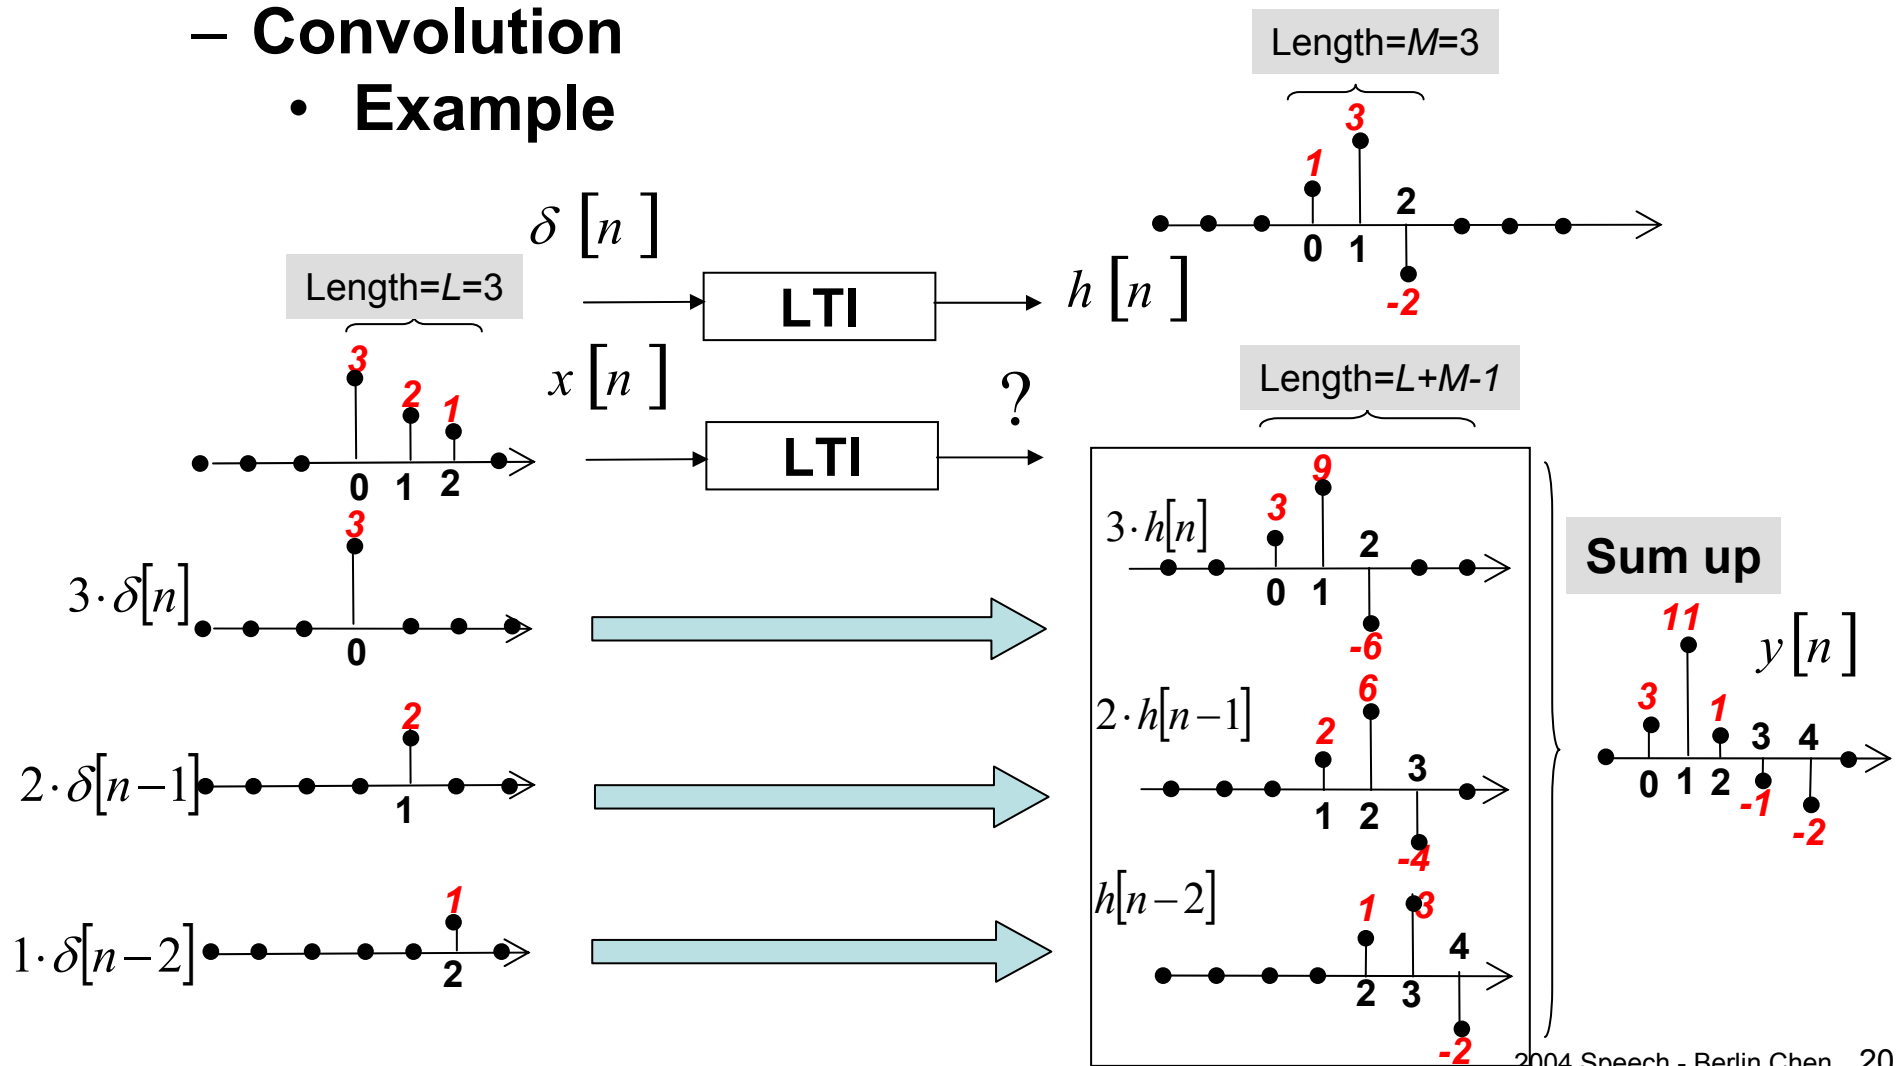 – Convolution
• Example
Length=M=3
3
1
2
0 1
-2
δ[n]
LTI
h[n]
Length=L=3
3
2
1
0 1 2
x[n]
LTI
?
Length=L+M-1
3·δ[n]
3
0
3·h[n]
3
9
2
0 1
-6
2·δ[n−1]
2
1
2·h[n−1]
2
6
3
1 2
-4
1·δ[n−2]
1
2
h[n−2]
1
3
4
2 3
-2
Sum up
y[n]
3
11
1
3 4
0 1 2
-1
-2
2004 Speech - Berlin Chen 20